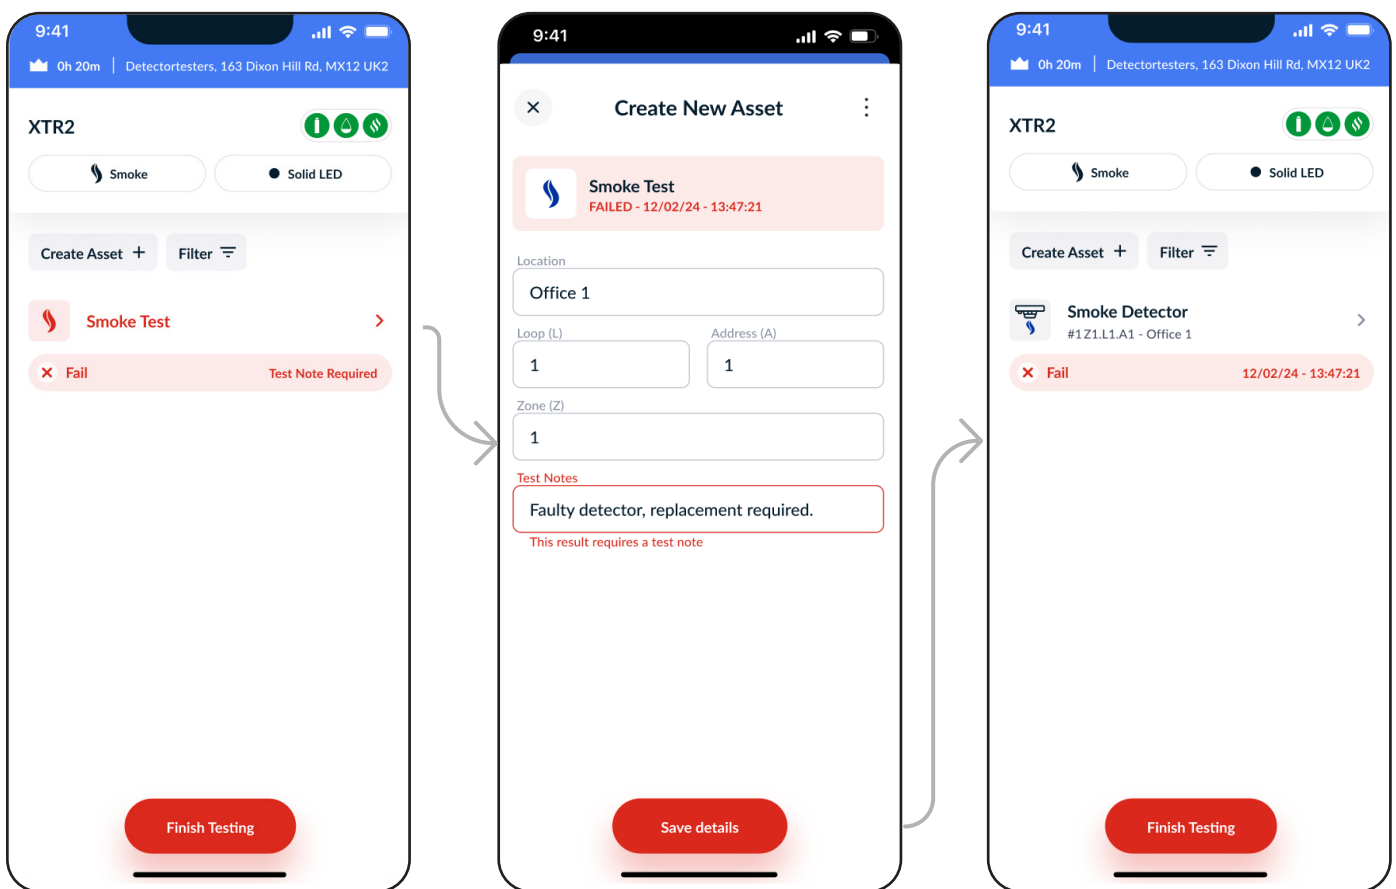 9:41
0h 20m | Detectortesters, 163 Dixon Hill Rd, MX12 UK2
XTR2
Smoke
Solid LED
Create Asset +
Filter
Smoke Test
Fail
Test Note Required
Finish Testing
9:41
Create New Asset
Smoke Test
FAILED - 12/02/24 - 13:47:21
Location
Office 1
Loop (L)
Address (A)
1
1
Zone (Z)
1
Test Notes
Faulty detector, replacement required.
This result requires a test note
Save details
9:41
0h 20m | Detectortesters, 163 Dixon Hill Rd, MX12 UK2
XTR2
Smoke
Solid LED
Create Asset +
Filter
Smoke Detector
#1 Z1.L1.A1 - Office 1
Fail
12/02/24 - 13:47:21
Finish Testing